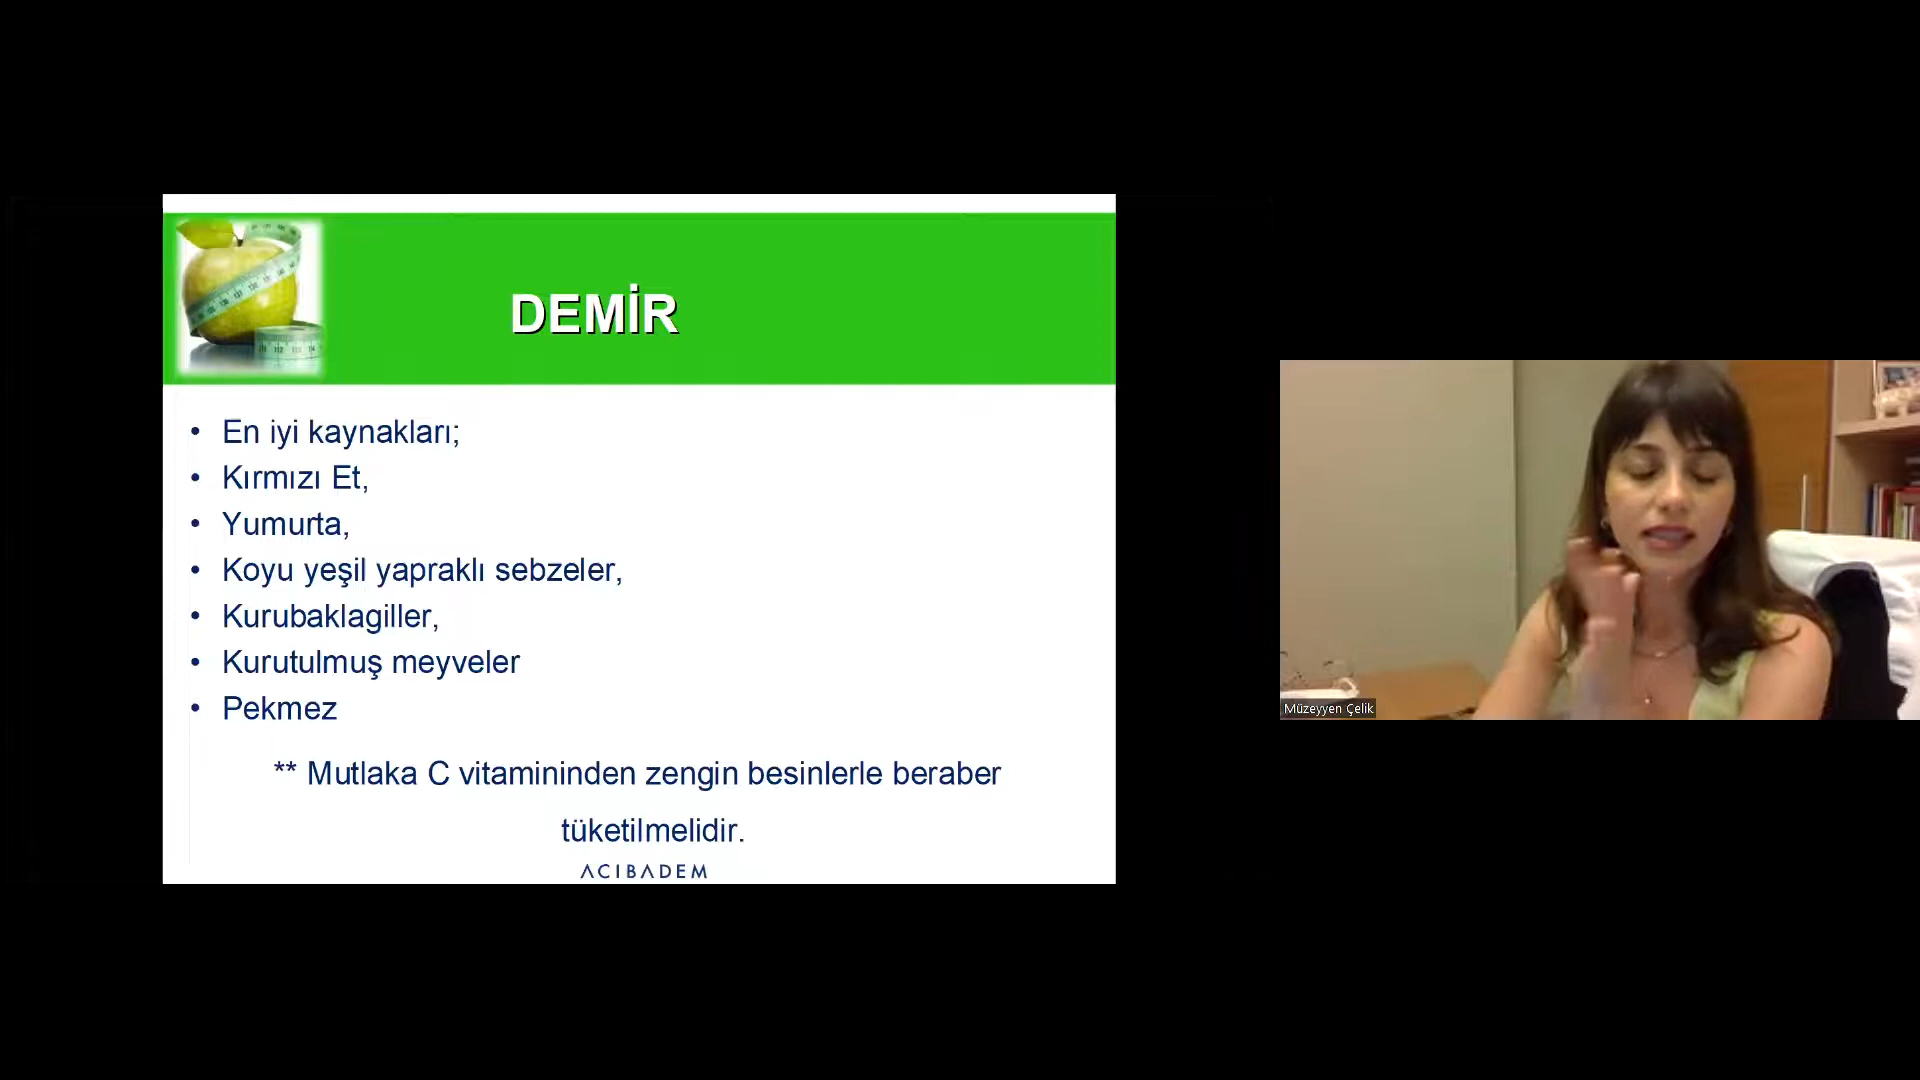 DEMİR
• En iyi kaynakları;
• Kırmızı Et,
• Yumurta,
• Koyu yeşil yapraklı sebzeler,
• Kurubaklagiller,
• Kurutulmuş meyveler
• Pekmez
** Mutlaka C vitamininden zengin besinlerle beraber
tüketilmelidir.
ACIBADEM
Müzeyyen Çelik